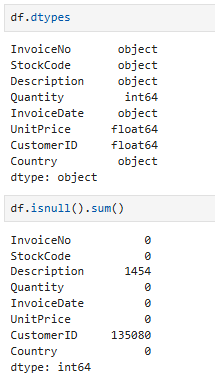 df.dtypes
InvoiceNo object
StockCode object
Description object
Quantity int64
InvoiceDate object
UnitPrice float64
CustomerID float64
Country object
dtype: object
df.isnull().sum()
InvoiceNo 0
StockCode 0
Description 1454
Quantity 0
InvoiceDate 0
UnitPrice 0
CustomerID 135080
Country 0
dtype: int64